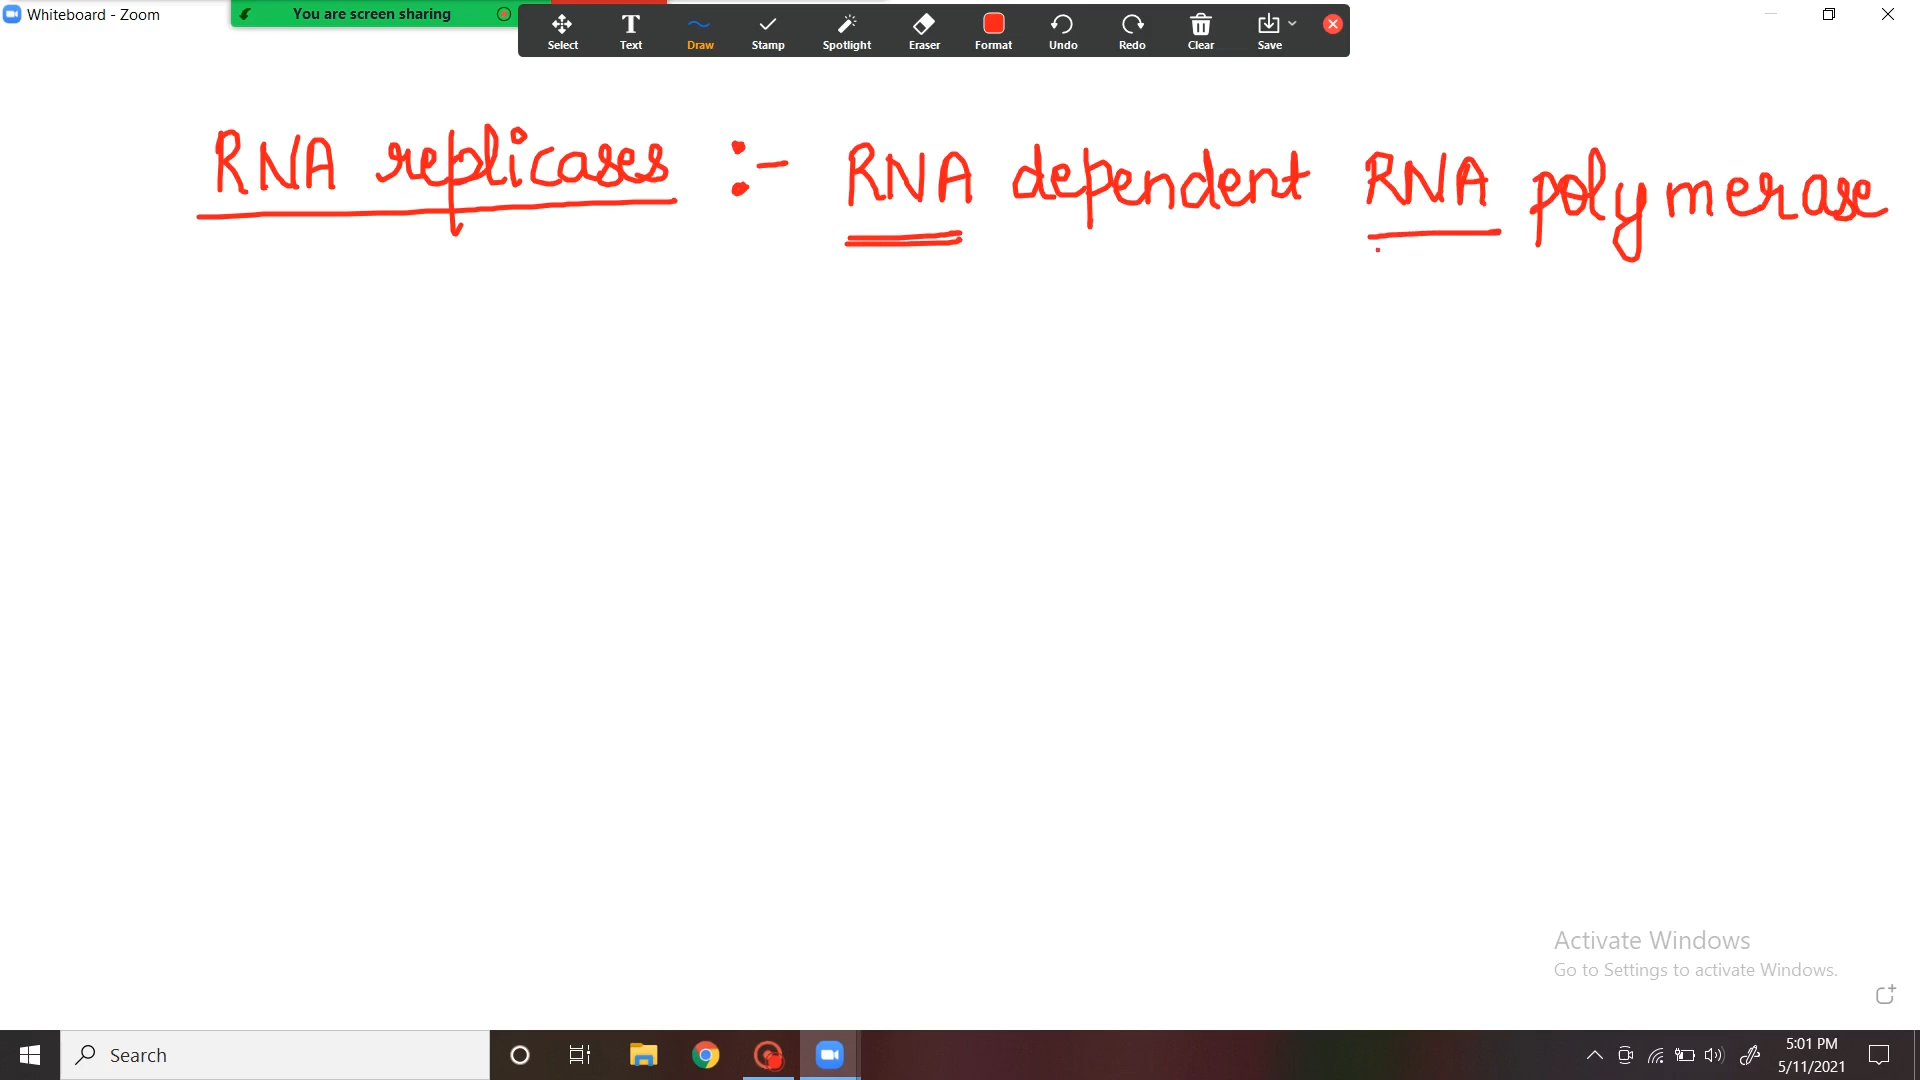 Whiteboard - Zoom
You are screen sharing
Select Text Draw Stamp Spotlight Eraser Format Undo Redo Clear Save
RNA replicases :- RNA dependent RNA polymerase
Activate Windows
Go to Settings to activate Windows.
Search
5:01 PM
5/11/2021